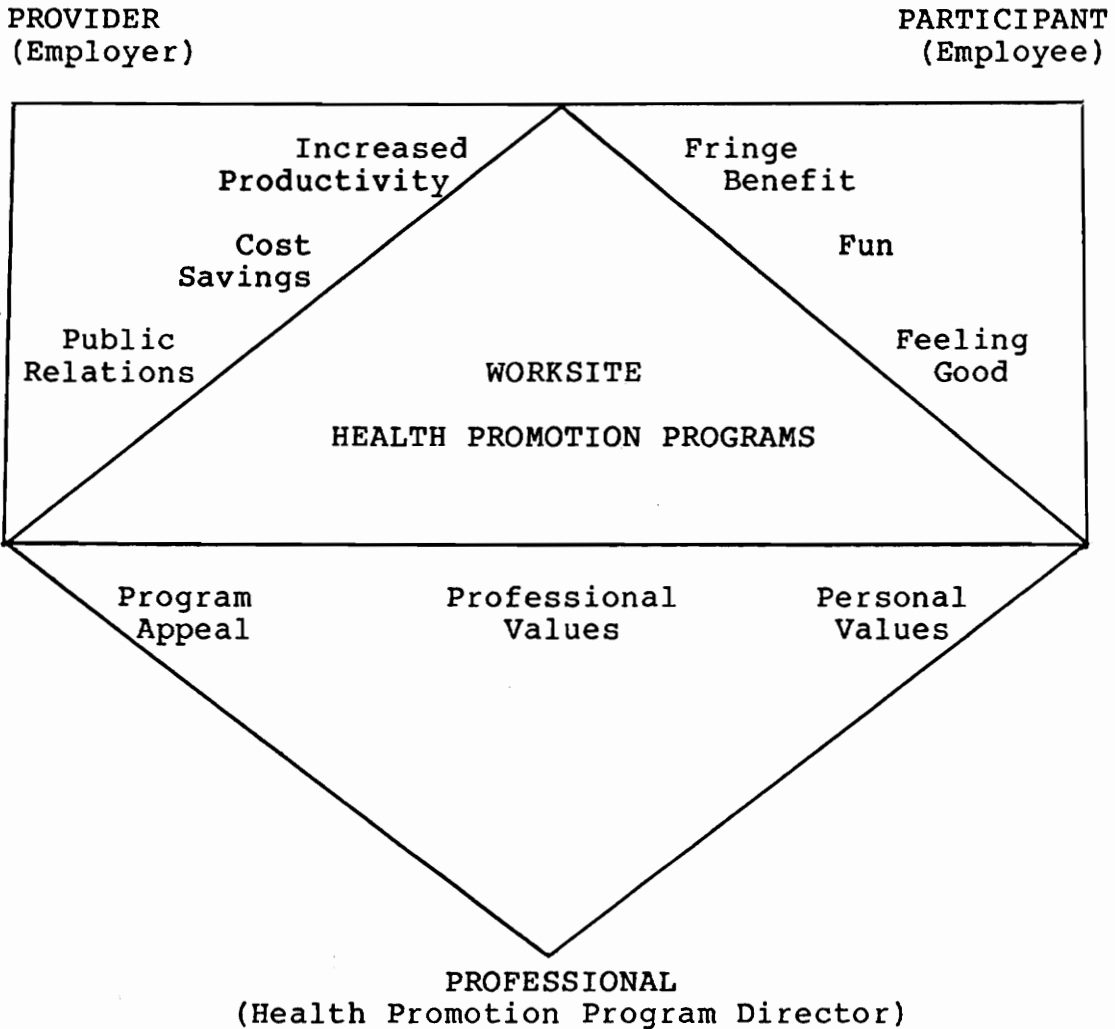 PROVIDER
(Employer)
PARTICIPANT
(Employee)
Increased
Productivity
Cost
Savings
Public
Relations
Fringe
Benefit
Fun
Feeling
Good
WORKSITE
HEALTH PROMOTION PROGRAMS
Program
Appeal
Professional
Values
Personal
Values
PROFESSIONAL
(Health Promotion Program Director)